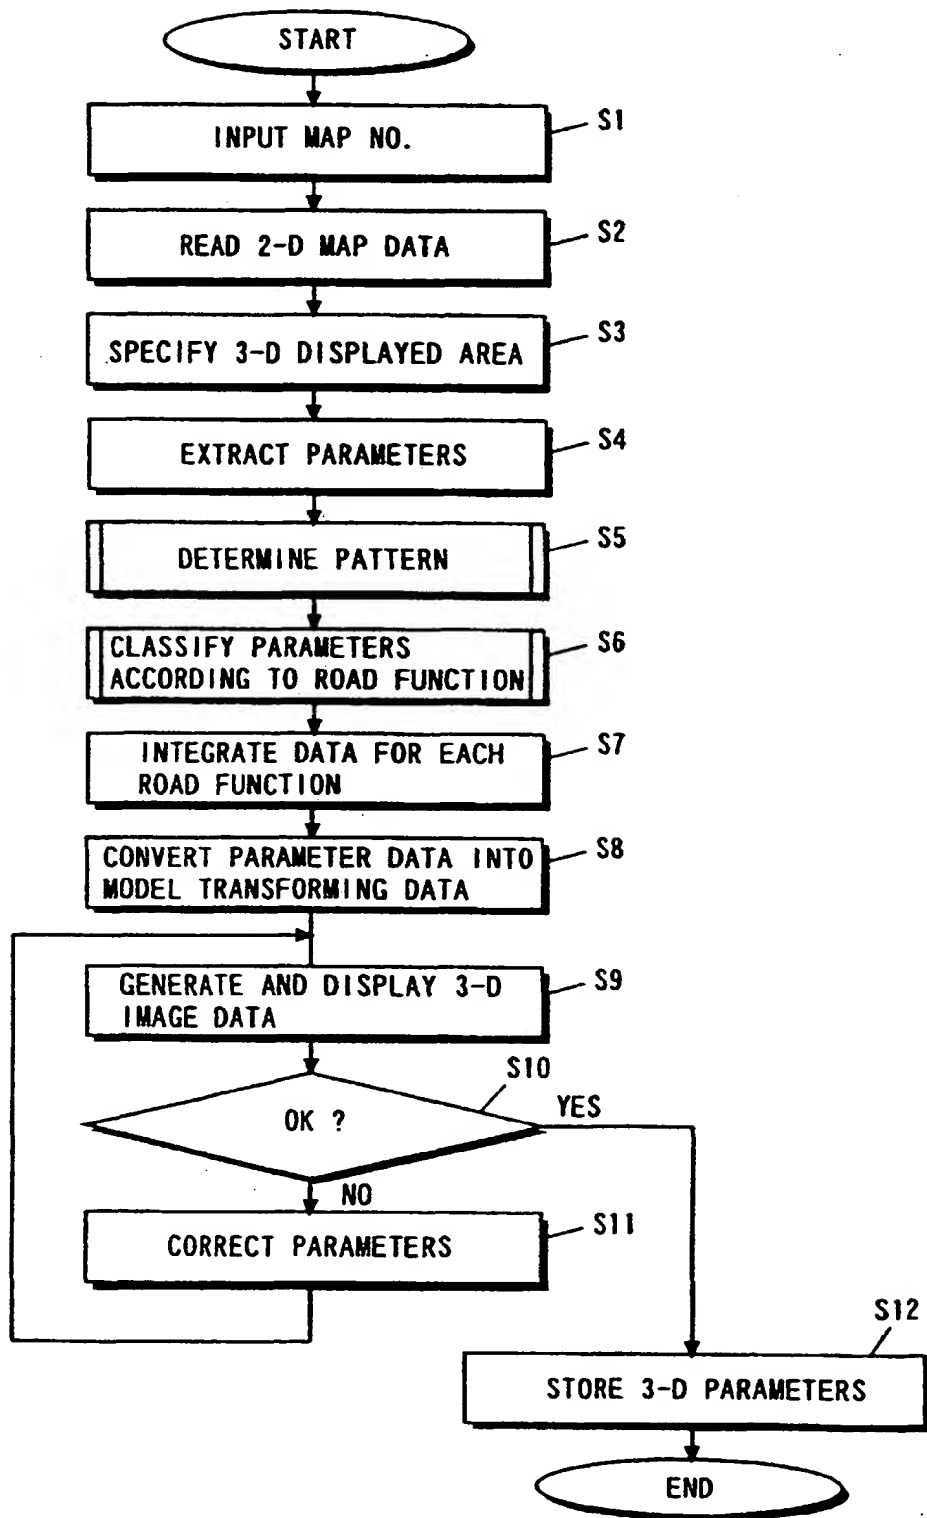 START
INPUT MAP NO.
S1
READ 2-D MAP DATA
S2
SPECIFY 3-D DISPLAYED AREA
S3
EXTRACT PARAMETERS
S4
DETERMINE PATTERN
S5
CLASSIFY PARAMETERS
ACCORDING TO ROAD FUNCTION
S6
INTEGRATE DATA FOR EACH
ROAD FUNCTION
S7
CONVERT PARAMETER DATA INTO
MODEL TRANSFORMING DATA
S8
GENERATE AND DISPLAY 3-D
IMAGE DATA
S9
OK ?
S10
YES
NO
CORRECT PARAMETERS
S11
S12
STORE 3-D PARAMETERS
END